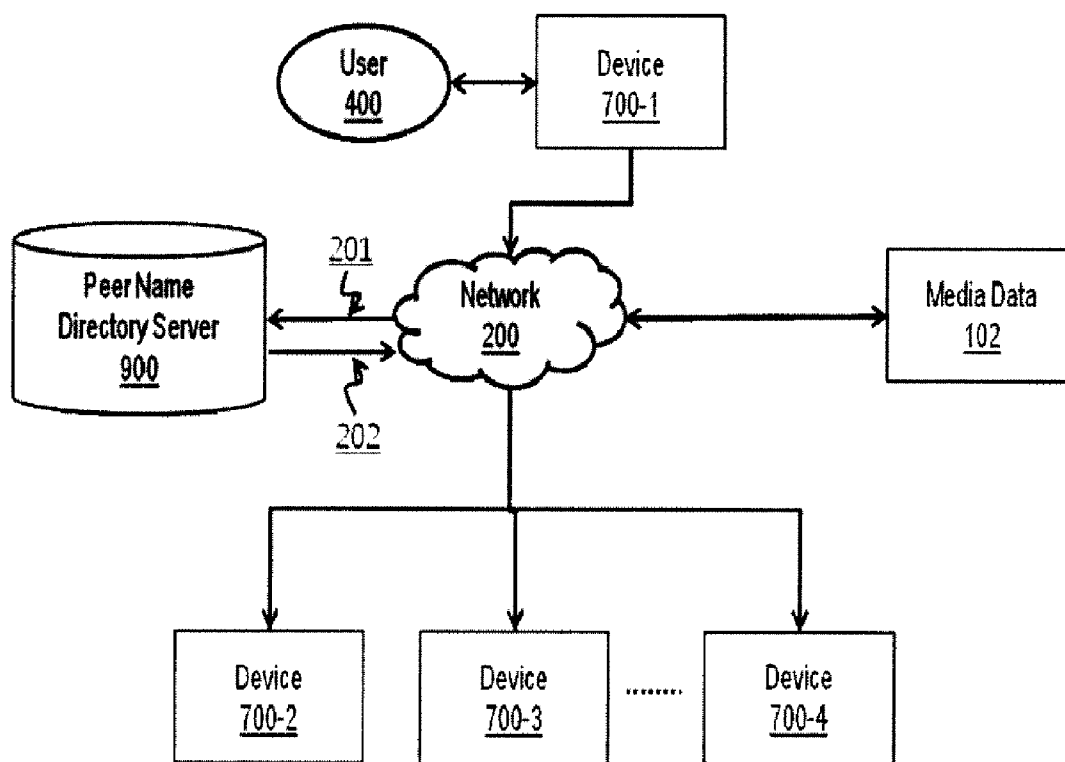 User
400
Device
700-1
201
Peer Name
Directory Server
900
Network
200
Media Data
102
202
Device
700-2
Device
700-3
Device
700-4